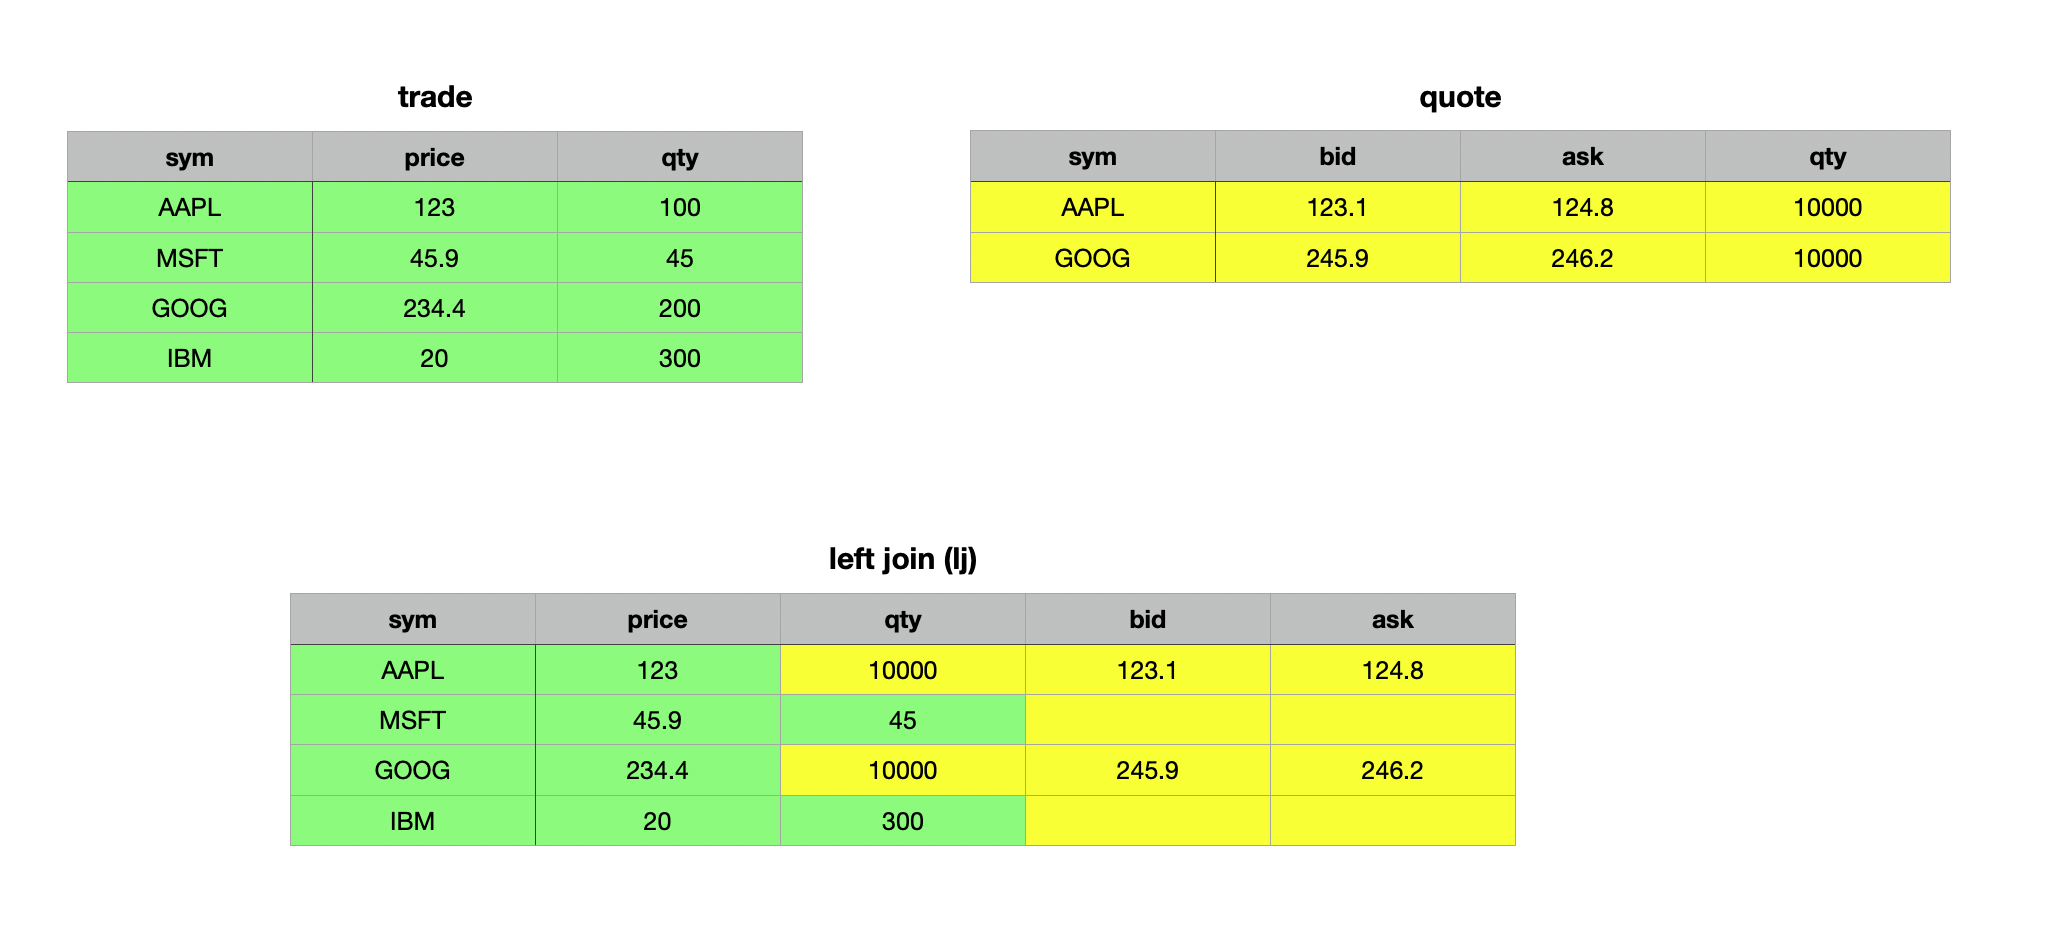 trade
sym price qty
AAPL 123 100
MSFT 45.9 45
GOOG 234.4 200
IBM 20 300
quote
sym bid ask qty
AAPL 123.1 124.8 10000
GOOG 245.9 246.2 10000
left join (lj)
sym price qty bid ask
AAPL 123 10000 123.1 124.8
MSFT 45.9 45
GOOG 234.4 10000 245.9 246.2
IBM 20 300